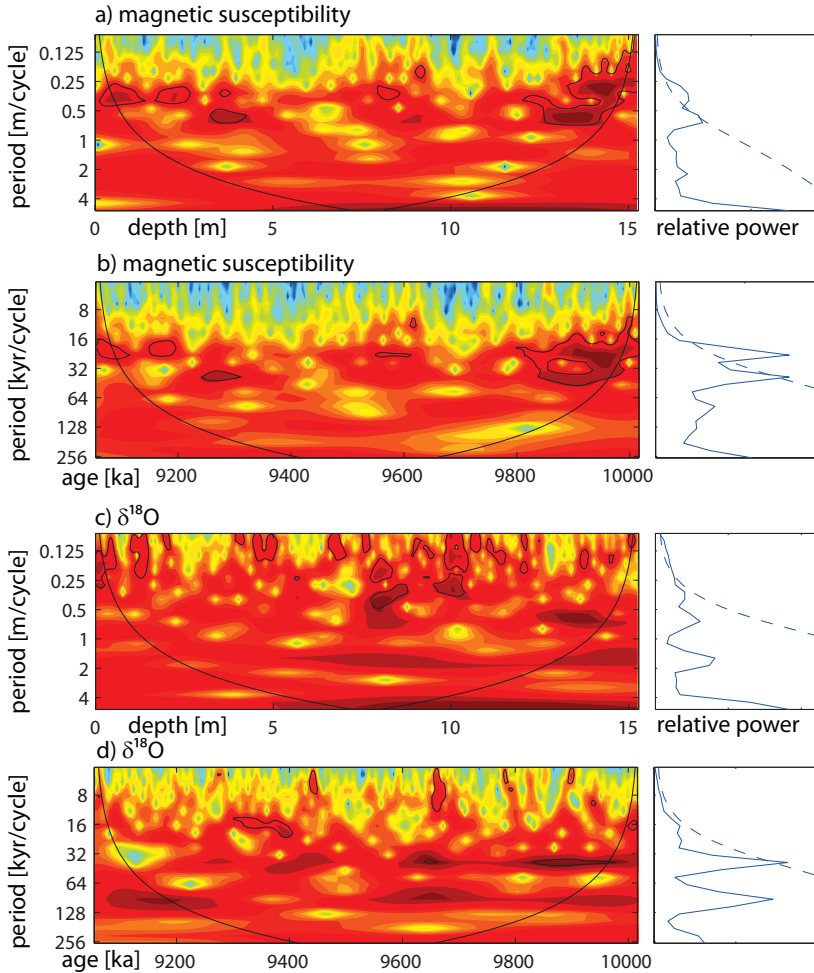 a) magnetic susceptibility
period [m/cycle]
0.125
0.25
0.5
1
2
4
0 depth [m] 5 10 15 relative power
b) magnetic susceptibility
period [kyr/cycle]
8
16
32
64
128
256
age [ka] 9200 9400 9600 9800 10000
c) δ¹⁸O
period [m/cycle]
0.125
0.25
0.5
1
2
4
0 depth [m] 5 10 15 relative power
d) δ¹⁸O
period [kyr/cycle]
8
16
32
64
128
256
age [ka] 9200 9400 9600 9800 10000